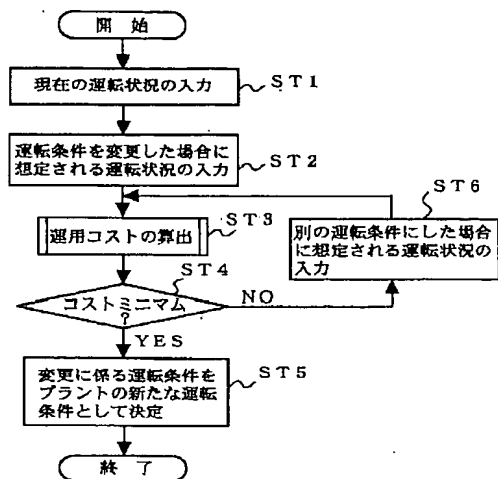 開 始
現在の運転状況の入力
ST1
運転条件を変更した場合に
想定される運転状況の入力
ST2
運用コストの算出
ST3
コストミニマム
?
ST4
NO
YES
別の運転条件にした場合
に想定される運転状況の
入力
ST6
変更に係る運転条件を
プラントの新たな運転
条件として決定
ST5
終 了